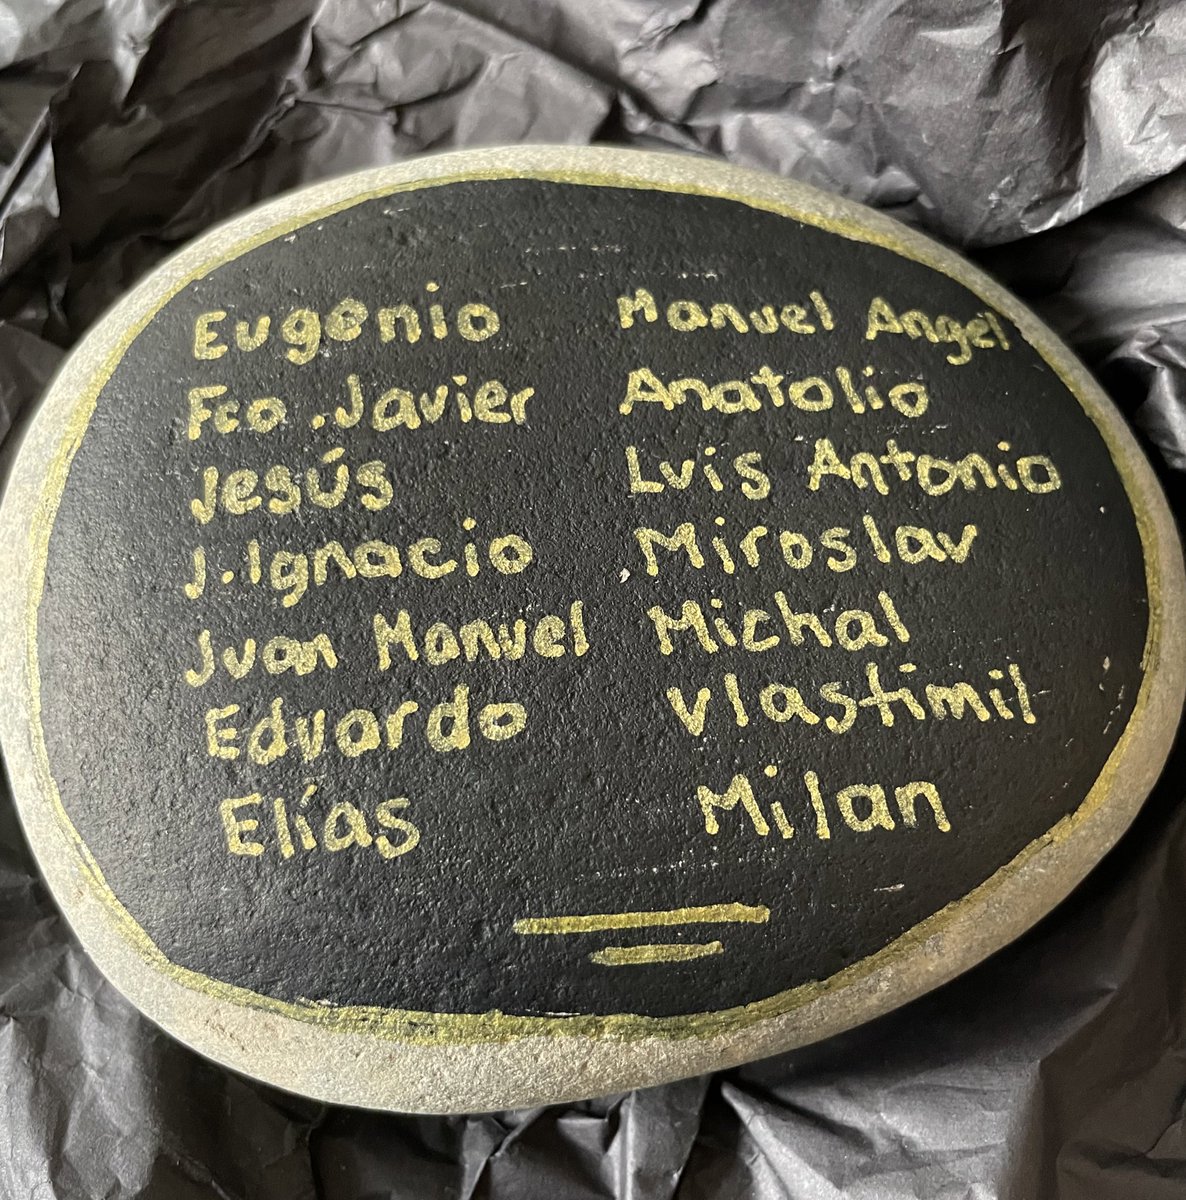 Eugenio
Fco. Javier
Jesús
J. Ignacio
Juan Manuel
Eduardo
Elías
Manuel Angel
Anatolio
Luis Antonio
Miroslav
Michal
Vlastimil
Milan